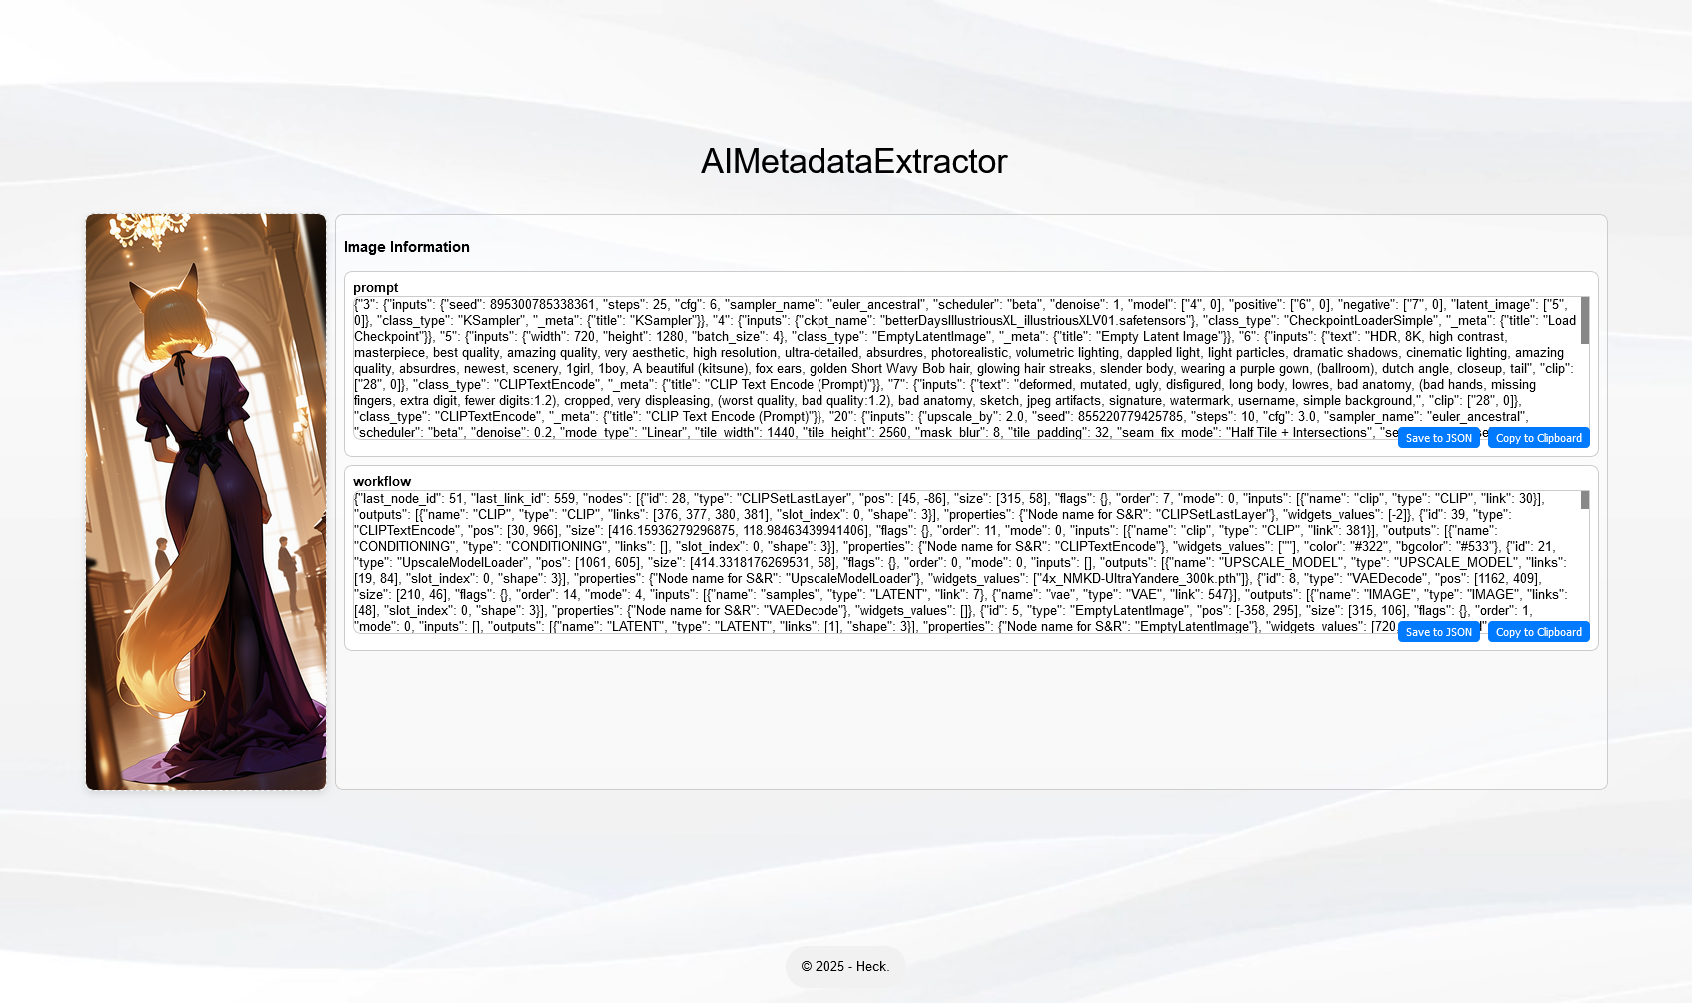 AIMetadataExtractor
Image Information
prompt
{"3": {"inputs": {"seed": 895300785338361, "steps": 25, "cfg": 6, "sampler_name": "euler_ancestral", "scheduler": "beta", "denoise": 1, "model": ["4", 0], "positive": ["6", 0], "negative": ["7", 0], "latent_image": ["5",
0]}, "class_type": "KSampler", "_meta": {"title": "KSampler"}}, "4": {"inputs": {"ckpt_name": "betterDaysIllustriousXL_illustriousXLV01.safetensors"}, "class_type": "CheckpointLoaderSimple", "_meta": {"title": "Load
Checkpoint"}}, "5": {"inputs": {"width": 720, "height": 1280, "batch_size": 4}, "class_type": "EmptyLatentImage", "_meta": {"title": "Empty Latent Image"}}, "6": {"inputs": {"text": "HDR, 8K, high contrast,
masterpiece, best quality, amazing quality, very aesthetic, high resolution, ultra-detailed, absurdres, photorealistic, volumetric lighting, dappled light, light particles, dramatic shadows, cinematic lighting, amazing
quality, absurdres, newest, scenery, 1girl, 1boy, A beautiful (kitsune), fox ears, golden Short Wavy Bob hair, glowing hair streaks, slender body, wearing a purple gown, (ballroom), dutch angle, closeup, tail", "clip":
["28", 0]}, "class_type": "CLIPTextEncode", "_meta": {"title": "CLIP Text Encode (Prompt)"}}, "7": {"inputs": {"text": "deformed, mutated, ugly, disfigured, long body, lowres, bad anatomy, (bad hands, missing
fingers, extra digit, fewer digits:1.2), cropped, very displeasing, (worst quality, bad quality:1.2), bad anatomy, sketch, jpeg artifacts, signature, watermark, username, simple background,", "clip": ["28", 0]},
"class_type": "CLIPTextEncode", "_meta": {"title": "CLIP Text Encode (Prompt)"}}, "20": {"inputs": {"upscale_by": 2.0, "seed": 855220779425785, "steps": 10, "cfg": 3.0, "sampler_name": "euler_ancestral",
"scheduler": "beta", "denoise": 0.2, "mode_type": "Linear", "tile_width": 1440, "tile_height": 2560, "mask_blur": 8, "tile_padding": 32, "seam_fix_mode": "Half Tile + Intersections",
Save to JSON Copy to Clipboard
workflow
{"last_node_id": 51, "last_link_id": 559, "nodes": [{"id": 28, "type": "CLIPSetLastLayer", "pos": [45, -86], "size": [315, 58], "flags": {}, "order": 7, "mode": 0, "inputs": [{"name": "clip", "type": "CLIP", "link": 30}],
"outputs": [{"name": "CLIP", "type": "CLIP", "links": [376, 377, 380, 381], "slot_index": 0, "shape": 3}], "properties": {"Node name for S&R": "CLIPSetLastLayer"}, "widgets_values": [-2]}, {"id": 39, "type":
"CLIPTextEncode", "pos": [30, 966], "size": [416.15936279296875, 118.98463439941406], "flags": {}, "order": 11, "mode": 0, "inputs": [{"name": "clip", "type": "CLIP", "link": 381}], "outputs": [{"name":
"CONDITIONING", "type": "CONDITIONING", "links": [], "slot_index": 0, "shape": 3}], "properties": {"Node name for S&R": "CLIPTextEncode"}, "widgets_values": [""], "color": "#322", "bgcolor": "#533"}, {"id": 21,
"type": "UpscaleModelLoader", "pos": [1061, 605], "size": [414.3318176269531, 58], "flags": {}, "order": 0, "mode": 0, "inputs": [], "outputs": [{"name": "UPSCALE_MODEL", "type": "UPSCALE_MODEL", "links":
[19, 84], "slot_index": 0, "shape": 3}], "properties": {"Node name for S&R": "UpscaleModelLoader"}, "widgets_values": ["4x_NMKD-UltraYandere_300k.pth"]}, {"id": 8, "type": "VAEDecode", "pos": [1162, 409],
"size": [210, 46], "flags": {}, "order": 14, "mode": 4, "inputs": [{"name": "samples", "type": "LATENT", "link": 7}, {"name": "vae", "type": "VAE", "link": 547}], "outputs": [{"name": "IMAGE", "type": "IMAGE", "links":
[48], "slot_index": 0, "shape": 3}], "properties": {"Node name for S&R": "VAEDecode"}, "widgets_values": []}, {"id": 5, "type": "EmptyLatentImage", "pos": [-358, 295], "size": [315, 106], "flags": {}, "order": 1,
"mode": 0, "inputs": [], "outputs": [{"name": "LATENT", "type": "LATENT", "links": [1], "shape": 3}], "properties": {"Node name for S&R": "EmptyLatentImage"}, "widgets_values": [720,
Save to JSON Copy to Clipboard
© 2025 - Heck.